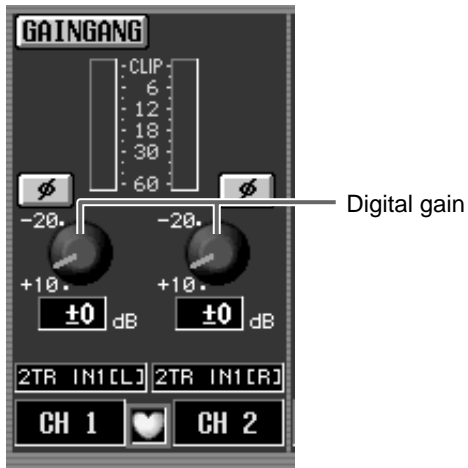 GAINGANG
CLIP
6
12
18
30
60
ø ø
Digital gain
-20. -20.
+10. +10.
±0 dB ±0 dB
2TR IN1[L] 2TR IN1[R]
CH 1 CH 2